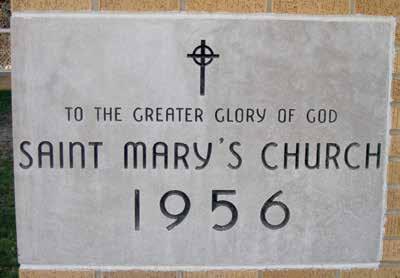 TO THE GREATER GLORY OF GOD
SAINT MARY'S CHURCH
1956